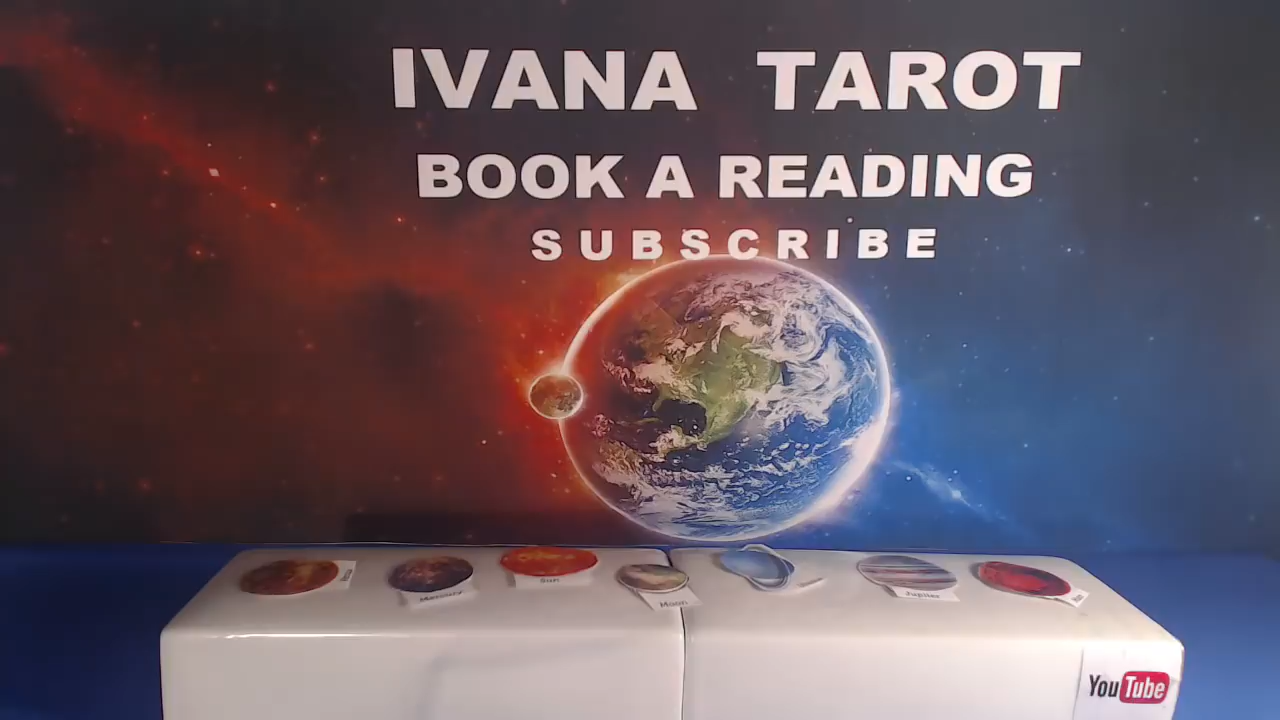 IVANA TAROT
BOOK A READING
SUBSCRIBE
Mercury
Sun
Moon
Jupiter
YouTube